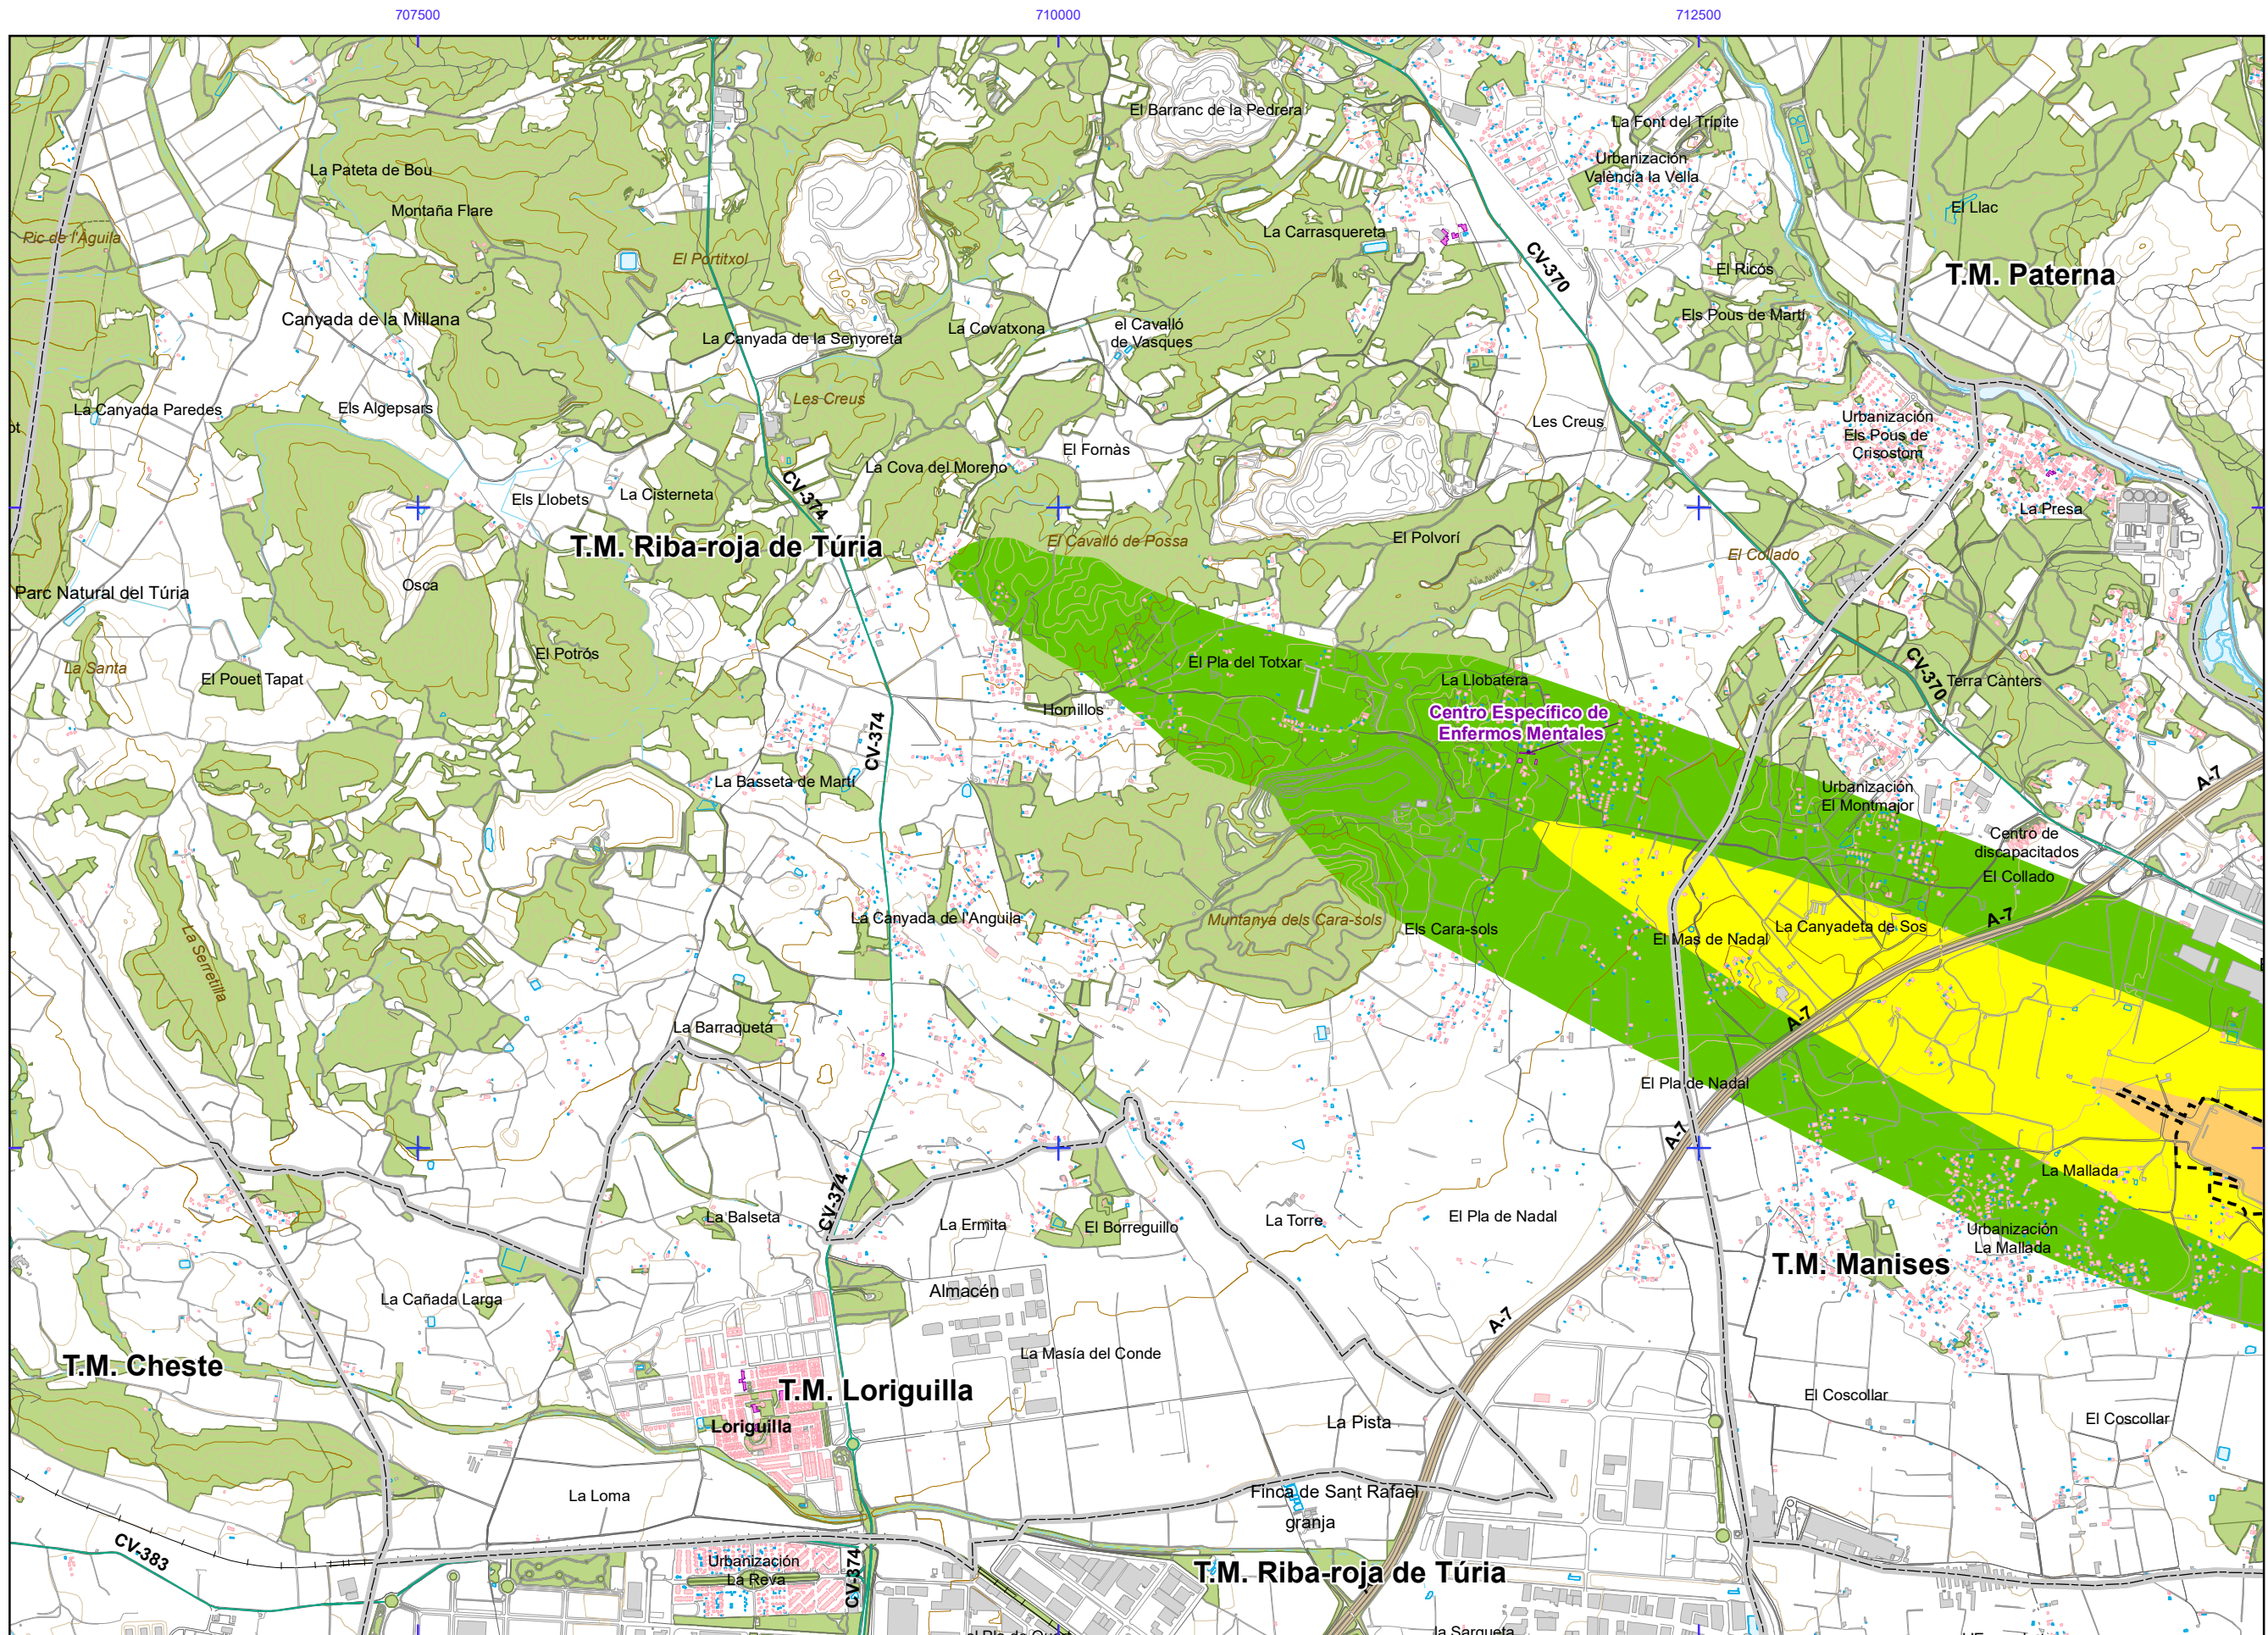 707500
710000
712500
El Barranc de la Pedrera
La Font del Trípite
Urbanización
València la Vella
La Pateta de Bou
Montaña Flare
El Llac
Pic de l'Àguila
La Carrasquereta
El Portitxol
CV-370
El Ricós
T.M. Paterna
Canyada de la Millana
La Canyada de la Senyoreta
La Covatxona
el Cavalló
de Vasques
Els Pous de Martí
La Canyada Paredes
Els Algepsars
Les Creus
Les Creus
Urbanización
Els Pous de
Crisostom
El Fornàs
La Cova del Moreno
Els Llobets
La Cisterneta
CV-374
La Presa
T.M. Riba-roja de Túria
El Cavalló de Possa
El Polvorí
El Collado
Osca
Parc Natural del Túria
La Santa
El Pouet Tapat
El Potrós
El Pla del Totxar
La Llobatera
CV-370
Terra Cànters
Hornillos
Centro Específico de
Enfermos Mentales
CV-374
La Basseta de Martí
A-7
Urbanización
El Montmajor
Centro de
discapacitados
El Collado
La Serretilla
La Canyada de l'Anguila
Muntanya dels Cara-sols
Els Cara-sols
El Mas de Nadal
La Canyadeta de Sos
A-7
A-7
La Barraqueta
El Pla de Nadal
A-7
La Mallada
CV-374
La Balseta
La Ermita
El Borreguillo
La Torre
El Pla de Nadal
Urbanización
La Mallada
T.M. Manises
La Cañada Larga
Almacén
A-7
La Masía del Conde
T.M. Cheste
T.M. Loriguilla
Loriguilla
La Pista
El Coscollar
El Coscollar
La Loma
Finca de Sant Rafael
granja
CV-383
Urbanización
La Reva
CV-374
T.M. Riba-roja de Túria